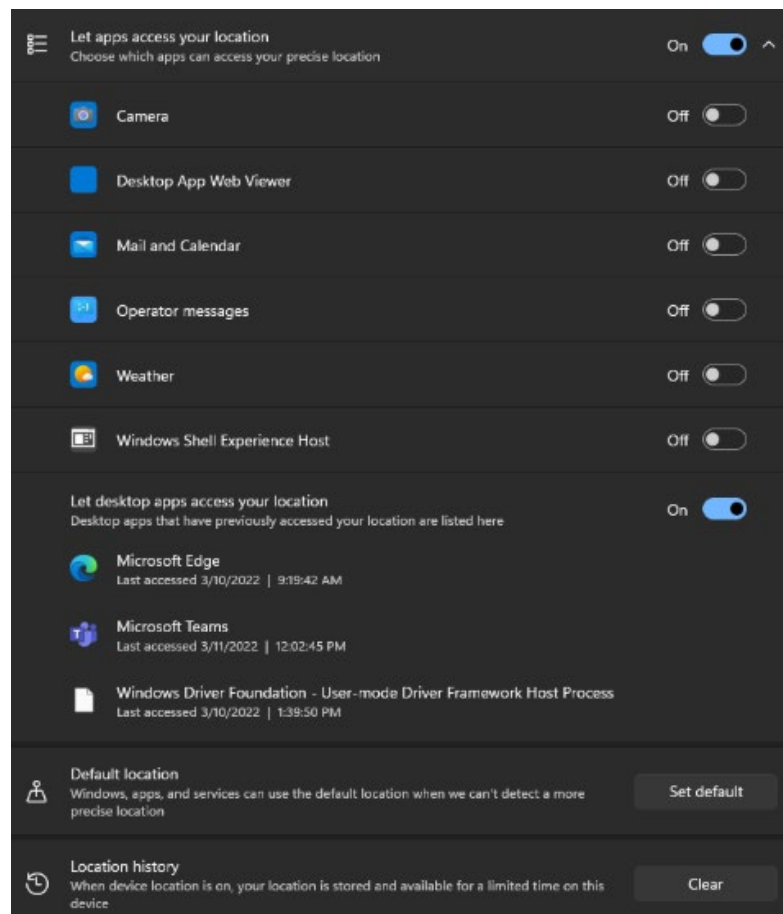 Let apps access your location
Choose which apps can access your precise location
On
Camera
Off
Desktop App Web Viewer
Off
Mail and Calendar
Off
Operator messages
Off
Weather
Off
Windows Shell Experience Host
Off
Let desktop apps access your location
Desktop apps that have previously accessed your location are listed here
On
Microsoft Edge
Last accessed 3/10/2022 | 9:19:42 AM
Microsoft Teams
Last accessed 3/11/2022 | 12:02:45 PM
Windows Driver Foundation - User-mode Driver Framework Host Process
Last accessed 3/10/2022 | 1:39:50 PM
Default location
Windows, apps, and services can use the default location when we can't detect a more
precise location
Set default
Location history
When device location is on, your location is stored and available for a limited time on this
device
Clear